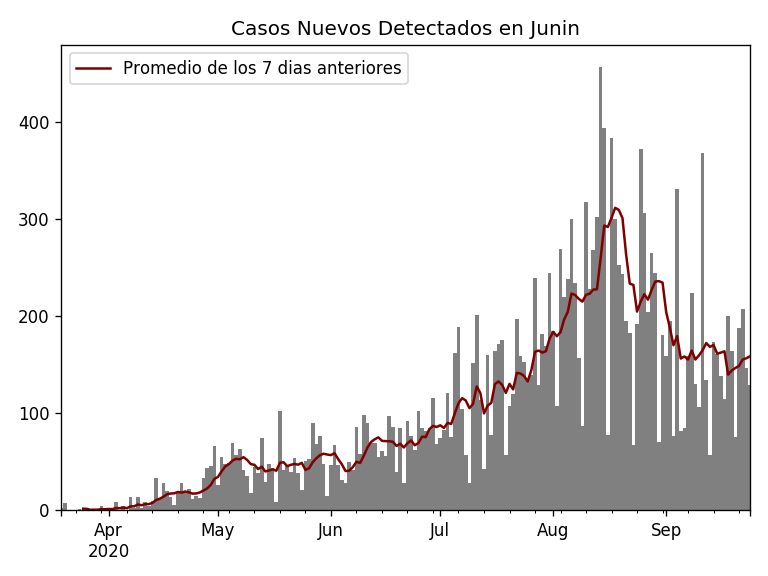 Casos Nuevos Detectados en Junin
Promedio de los 7 dias anteriores
400
300
200
100
0
Apr May Jun Jul Aug Sep
2020